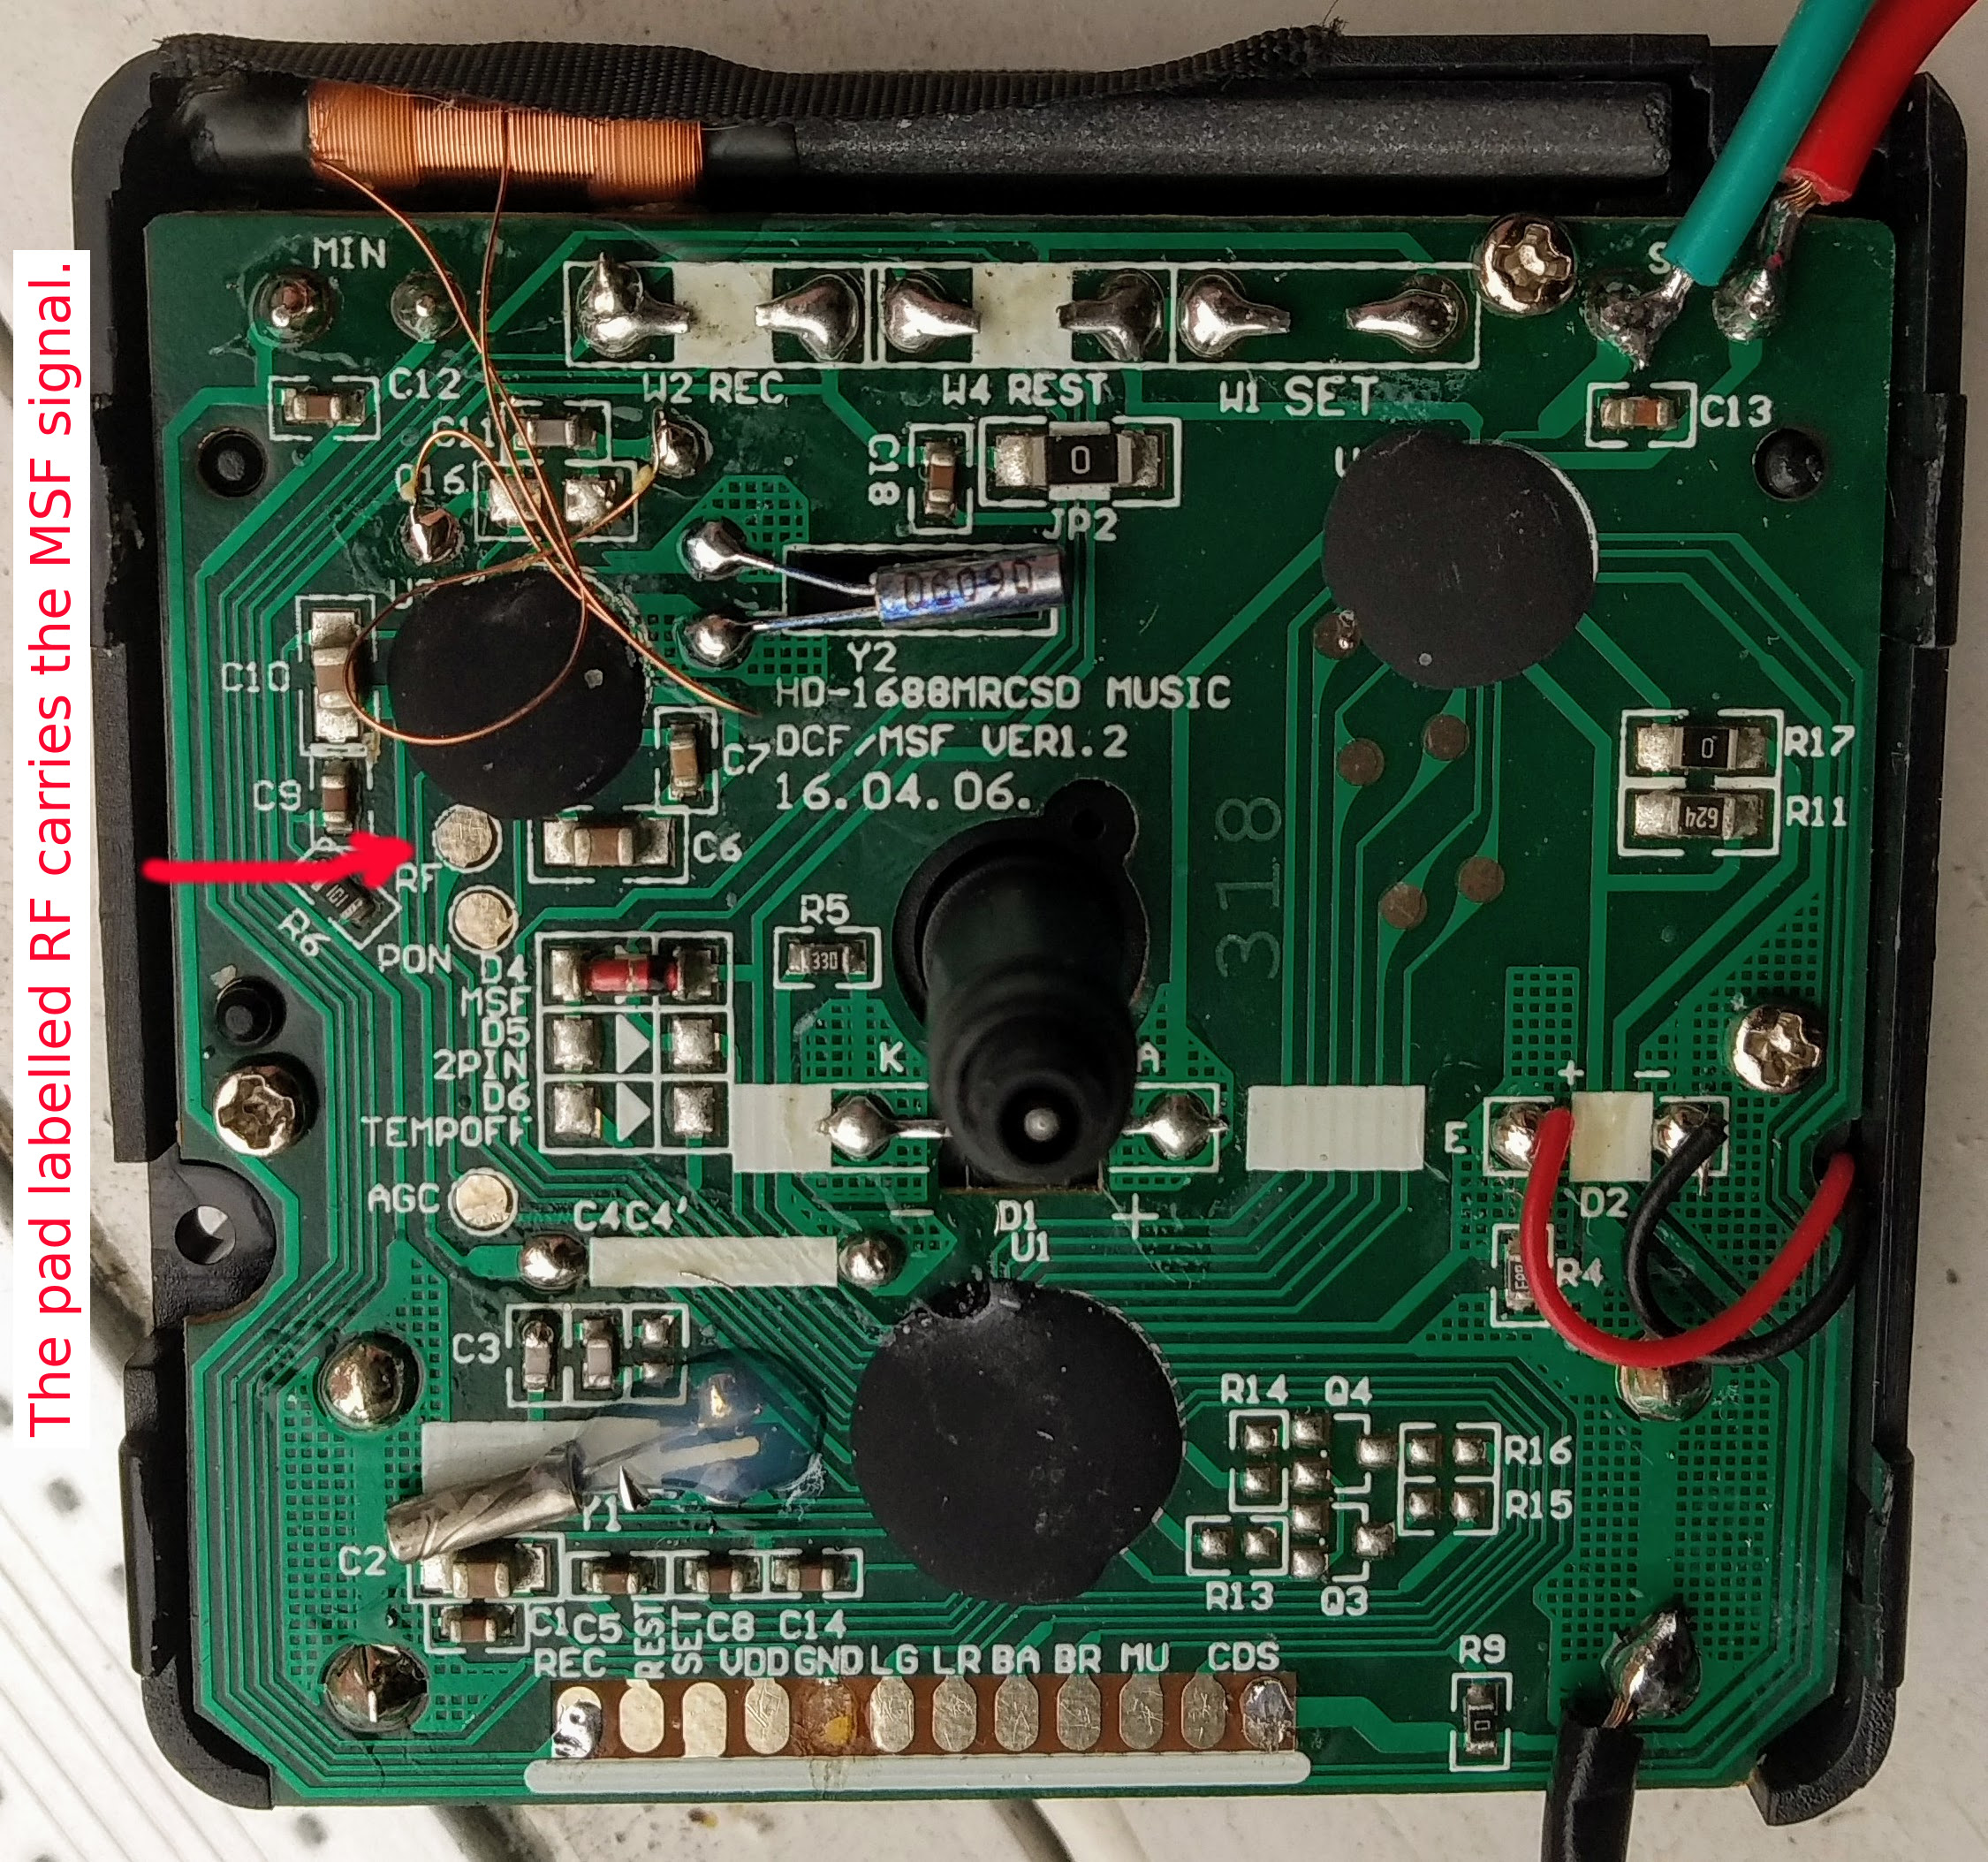 The pad labelled RF carries the MSF signal.
MIN
C12
W2 REC
W4 REST
W1 SET
C13
C11
C16
C18
0
JP2
D609D
Y2
HD-1688MRCSD MUSIC
DCF/MSF VER1.2
16.04.06.
C10
C7
C9
C6
RF
R6
PON
318
0
R17
624
R11
R5
330
D4
MSF
D5
2PIN
D6
TEMPOFF
K
A
+
−
E
D2
AGC
C4C4'
−
D1
+
U1
R4
C3
Y1
C2
R14
Q4
R16
R15
R13
Q3
C1
C5
C8
C14
REC
REST
SET
VDD
GND
LG
LR
BA
BR
MU
CDS
R9
0